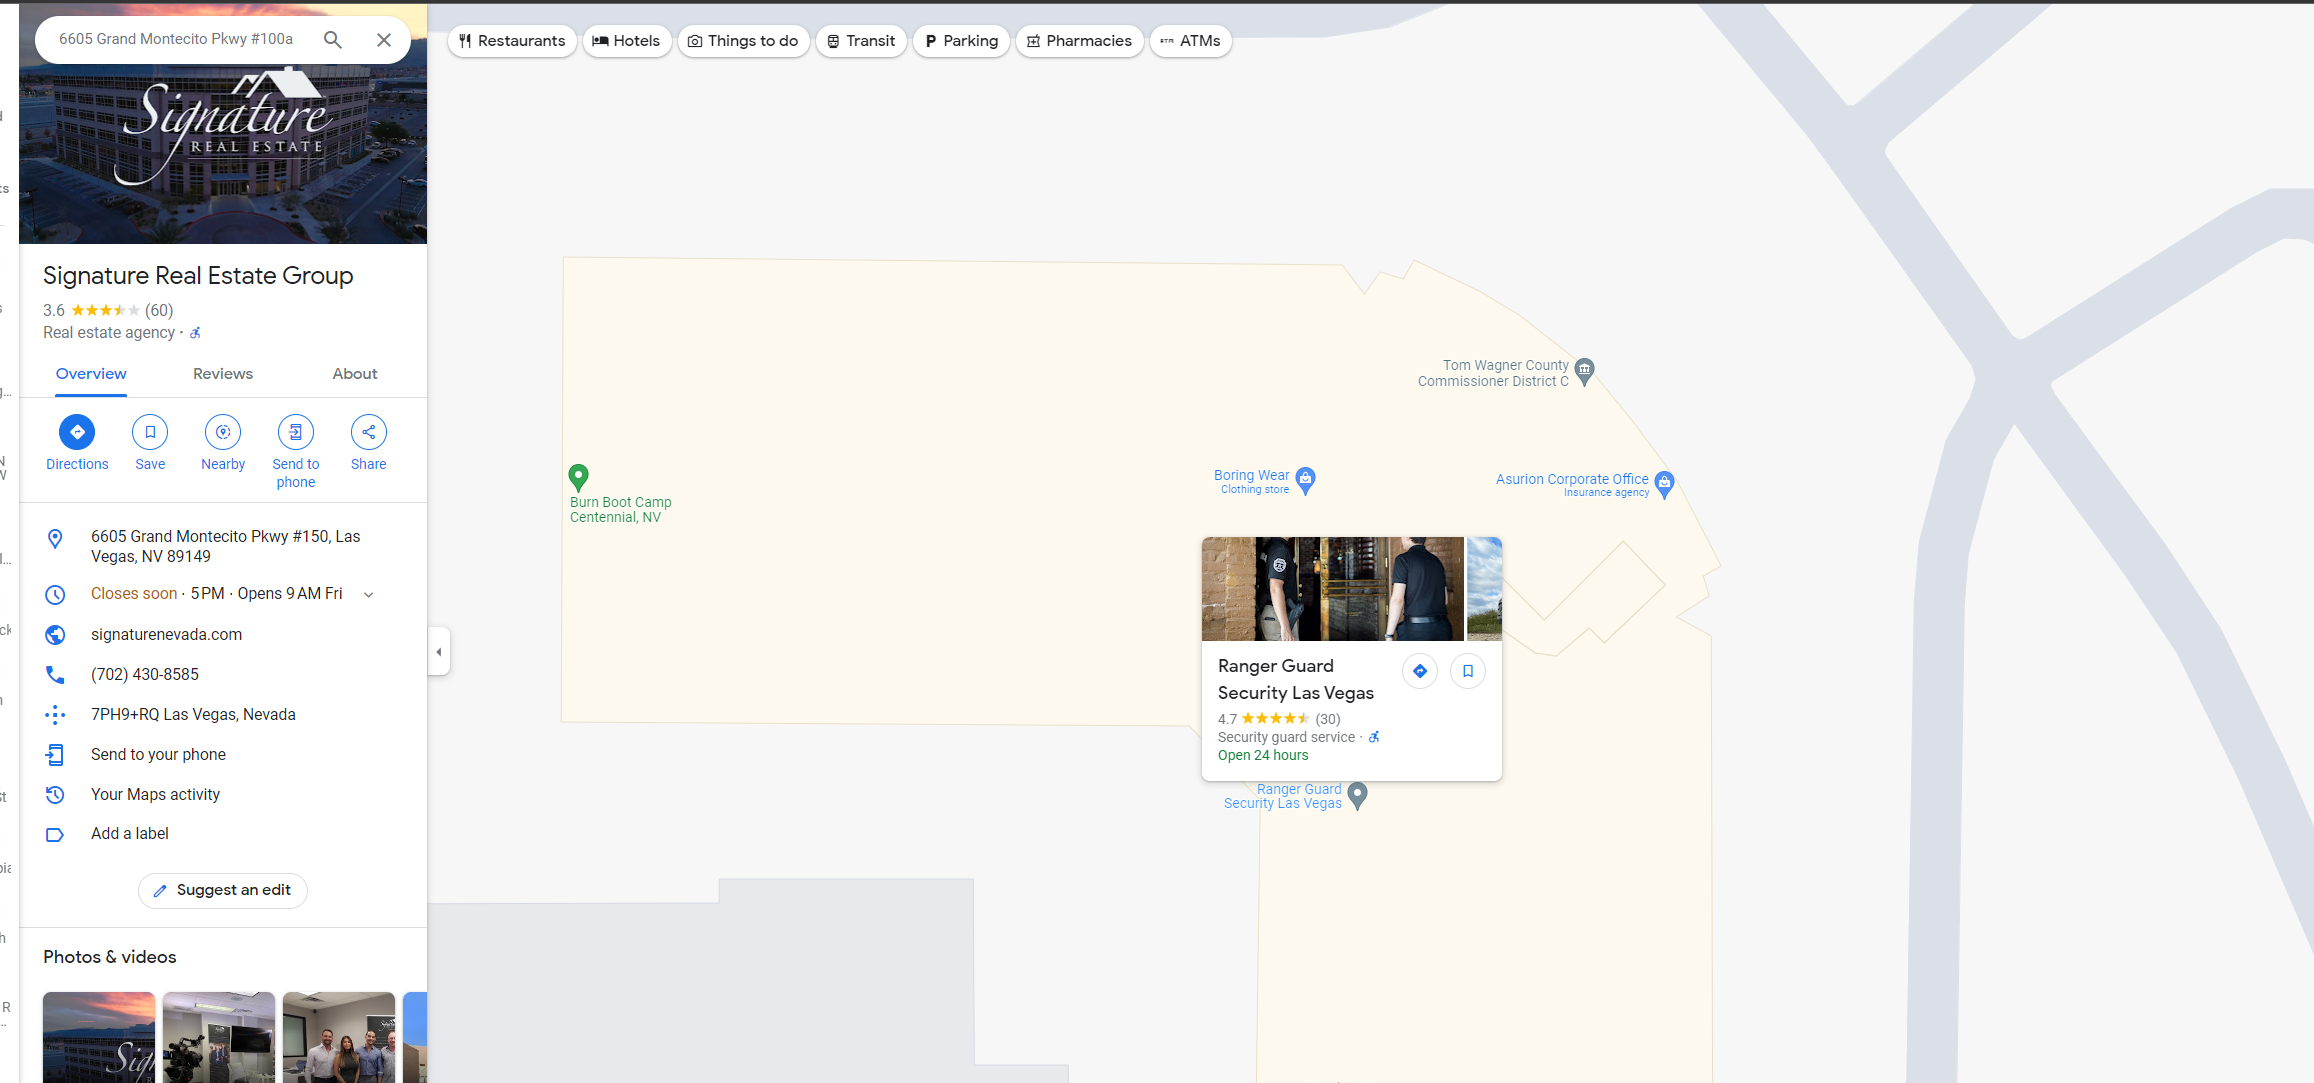 6605 Grand Montecito Pkwy #100a
Signature
REAL ESTATE
Signature Real Estate Group
3.6 (60)
Real estate agency ·
Overview
Reviews
About
Directions
Save
Nearby
Send to
phone
Share
6605 Grand Montecito Pkwy #150, Las
Vegas, NV 89149
Closes soon · 5 PM · Opens 9 AM Fri
signaturenevada.com
(702) 430-8585
7PH9+RQ Las Vegas, Nevada
Send to your phone
Your Maps activity
Add a label
Suggest an edit
Photos & videos
Restaurants
Hotels
Things to do
Transit
P Parking
Pharmacies
ATM ATMs
Tom Wagner County
Commissioner District C
Boring Wear
Clothing store
Asurion Corporate Office
Insurance agency
Burn Boot Camp
Centennial, NV
Ranger Guard
Security Las Vegas
4.7 (30)
Security guard service ·
Open 24 hours
Ranger Guard
Security Las Vegas